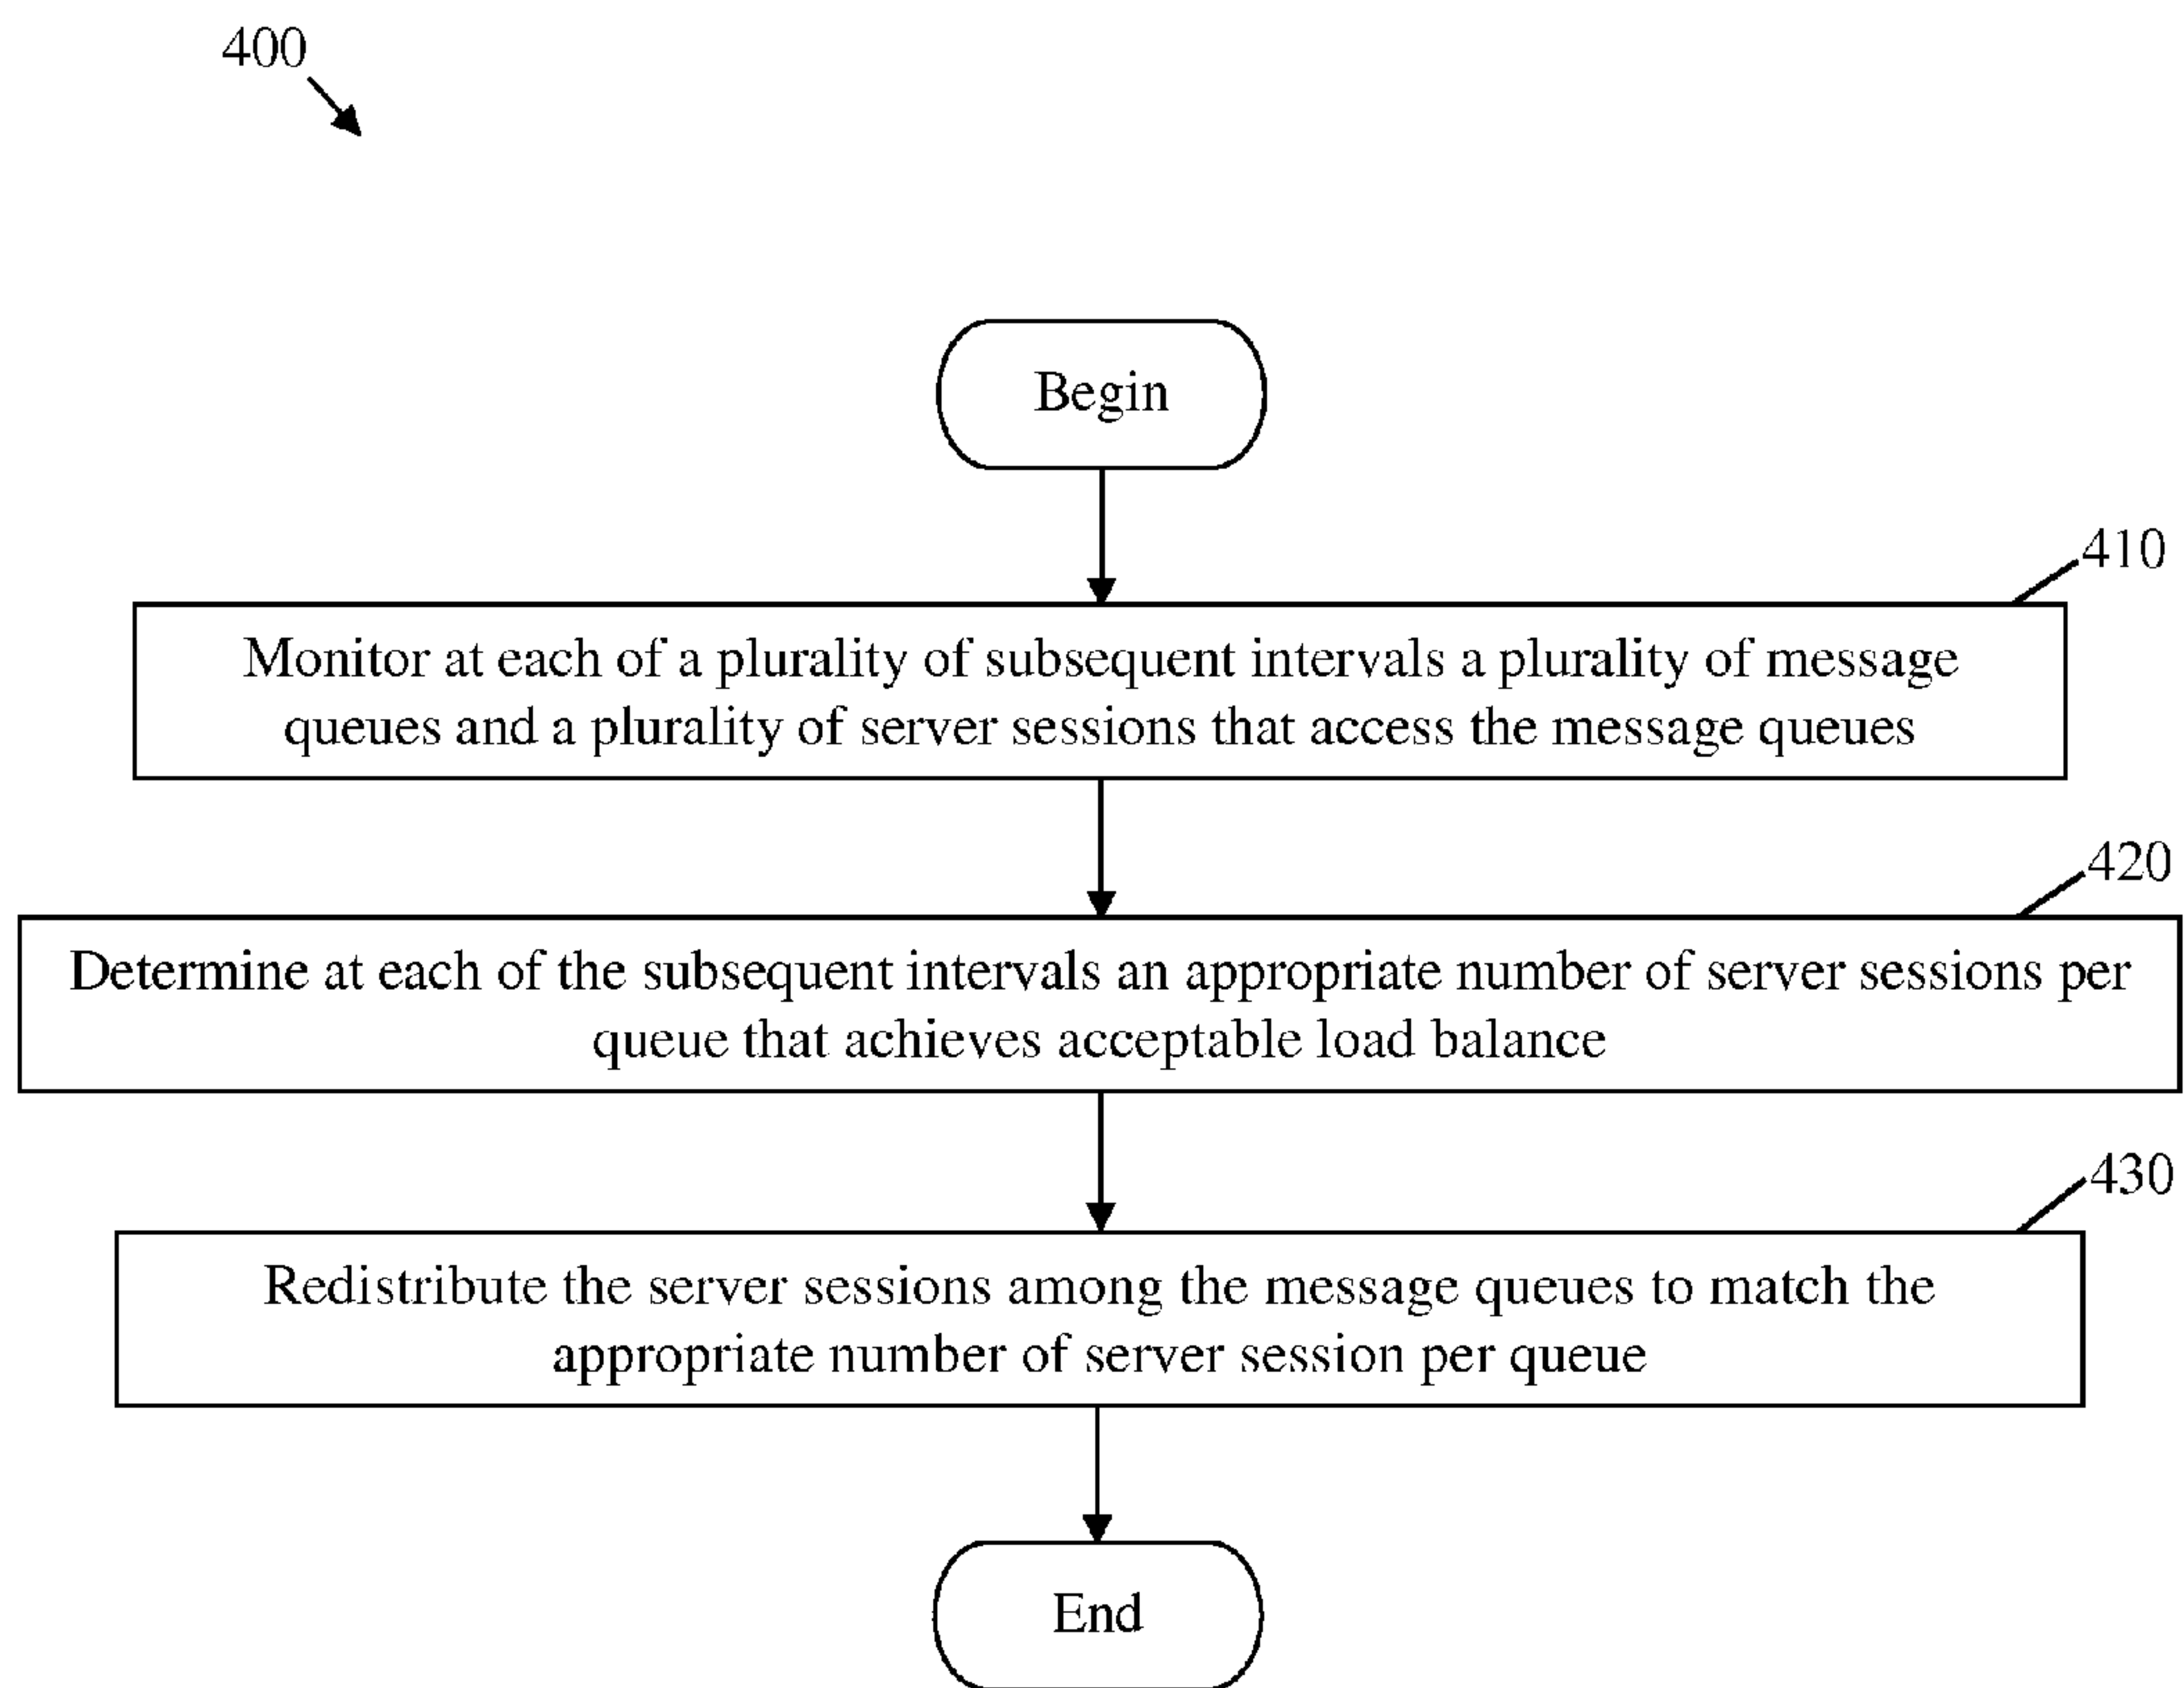 400
Begin
410
Monitor at each of a plurality of subsequent intervals a plurality of message
queues and a plurality of server sessions that access the message queues
420
Determine at each of the subsequent intervals an appropriate number of server sessions per
queue that achieves acceptable load balance
430
Redistribute the server sessions among the message queues to match the
appropriate number of server session per queue
End